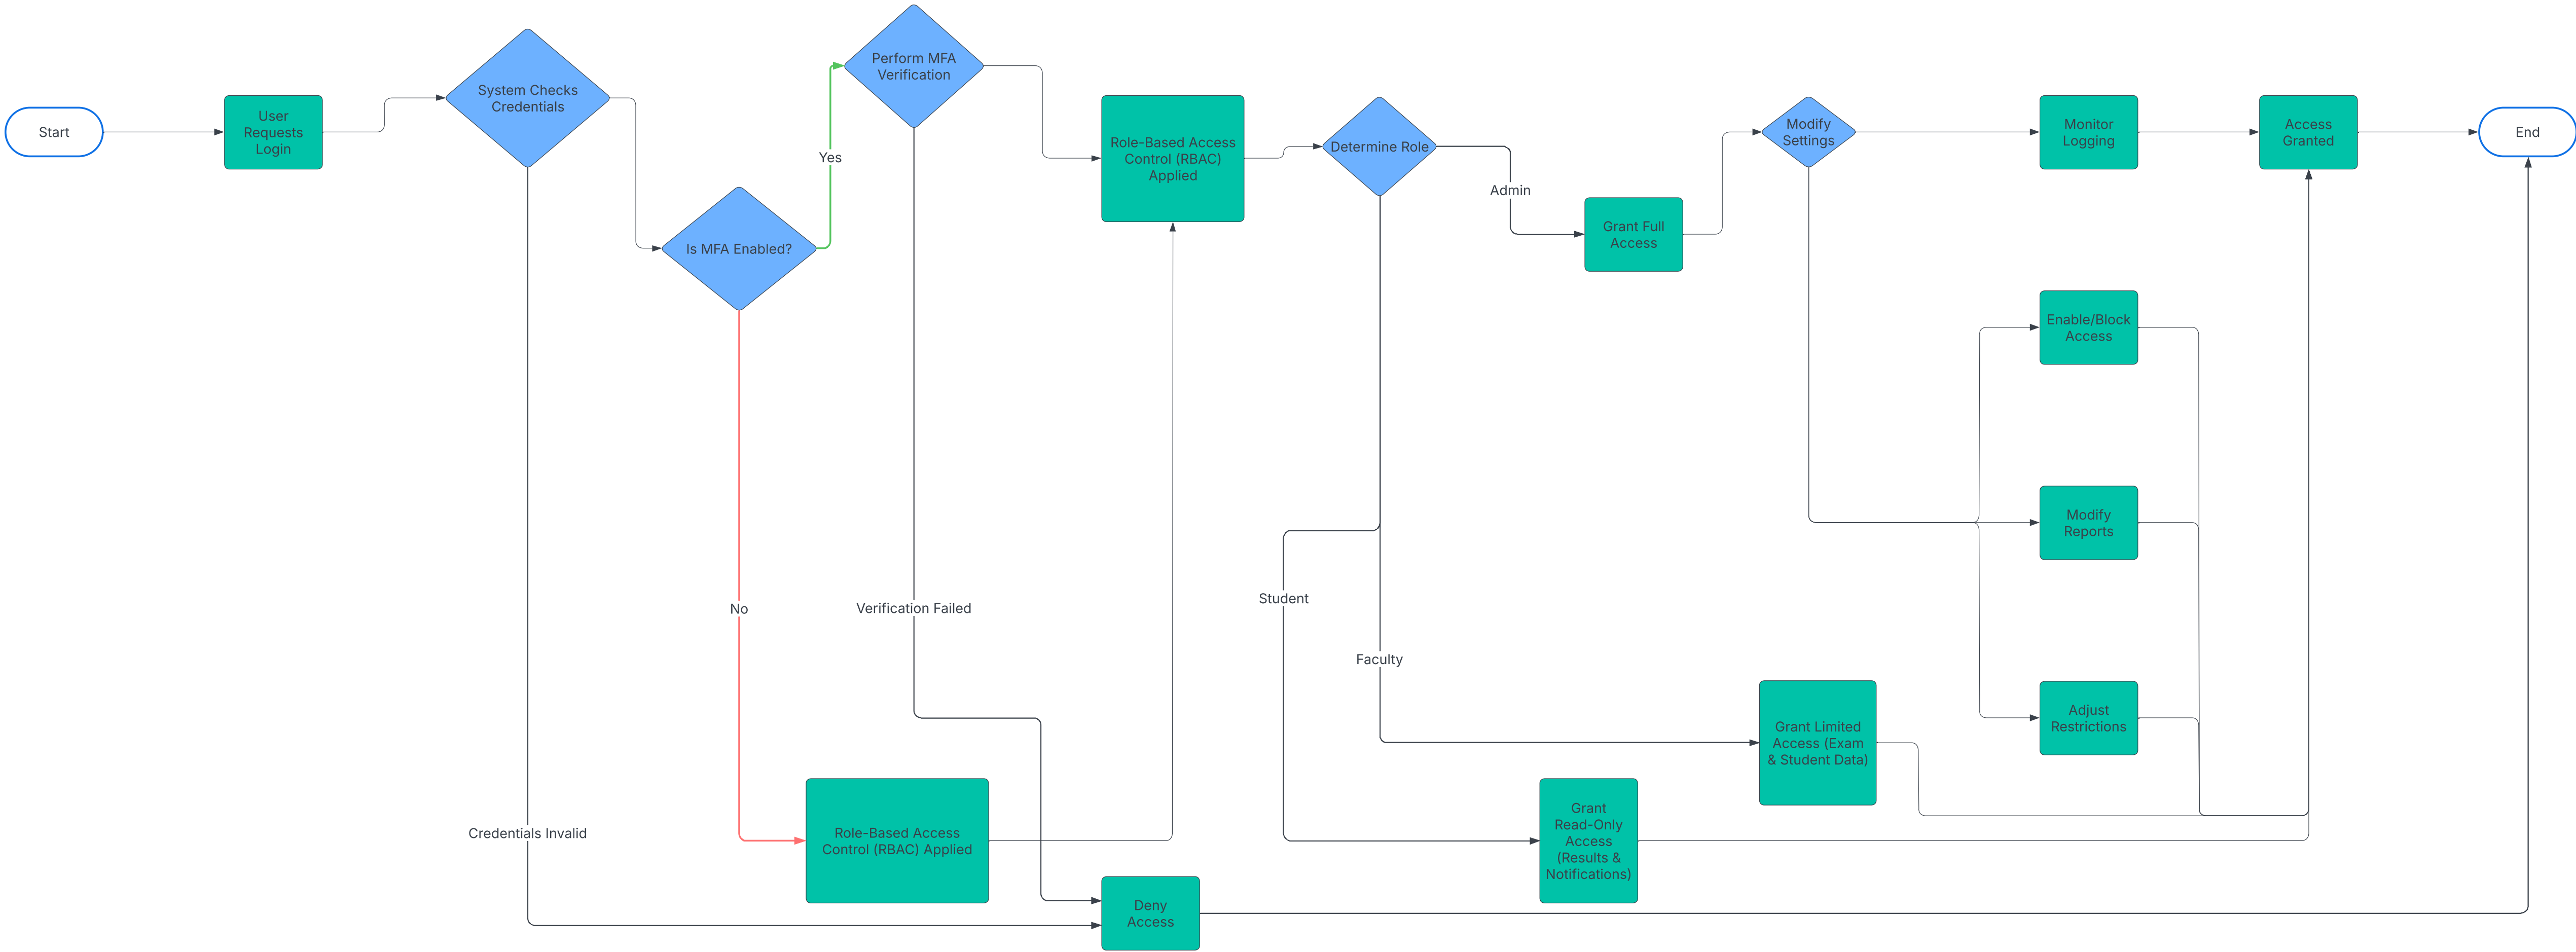 Start
User
Requests
Login
System Checks
Credentials
Is MFA Enabled?
Yes
No
Perform MFA
Verification
Verification Failed
Credentials Invalid
Role-Based Access
Control (RBAC) Applied
Deny
Access
Role-Based Access
Control (RBAC)
Applied
Determine Role
Admin
Student
Faculty
Grant Full
Access
Grant Limited
Access (Exam
& Student Data)
Grant
Read-Only
Access
(Results &
Notifications)
Modify
Settings
Monitor
Logging
Enable/Block
Access
Modify
Reports
Adjust
Restrictions
Access
Granted
End